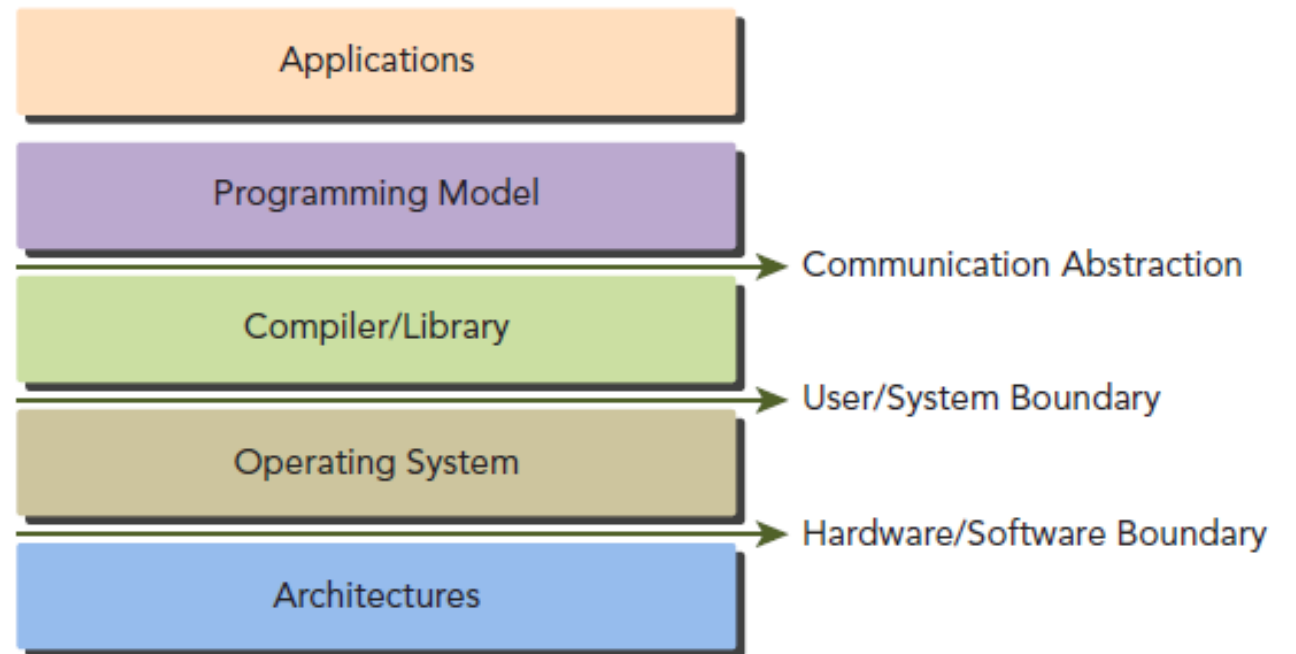 Applications
Programming Model
Communication Abstraction
Compiler/Library
User/System Boundary
Operating System
Hardware/Software Boundary
Architectures